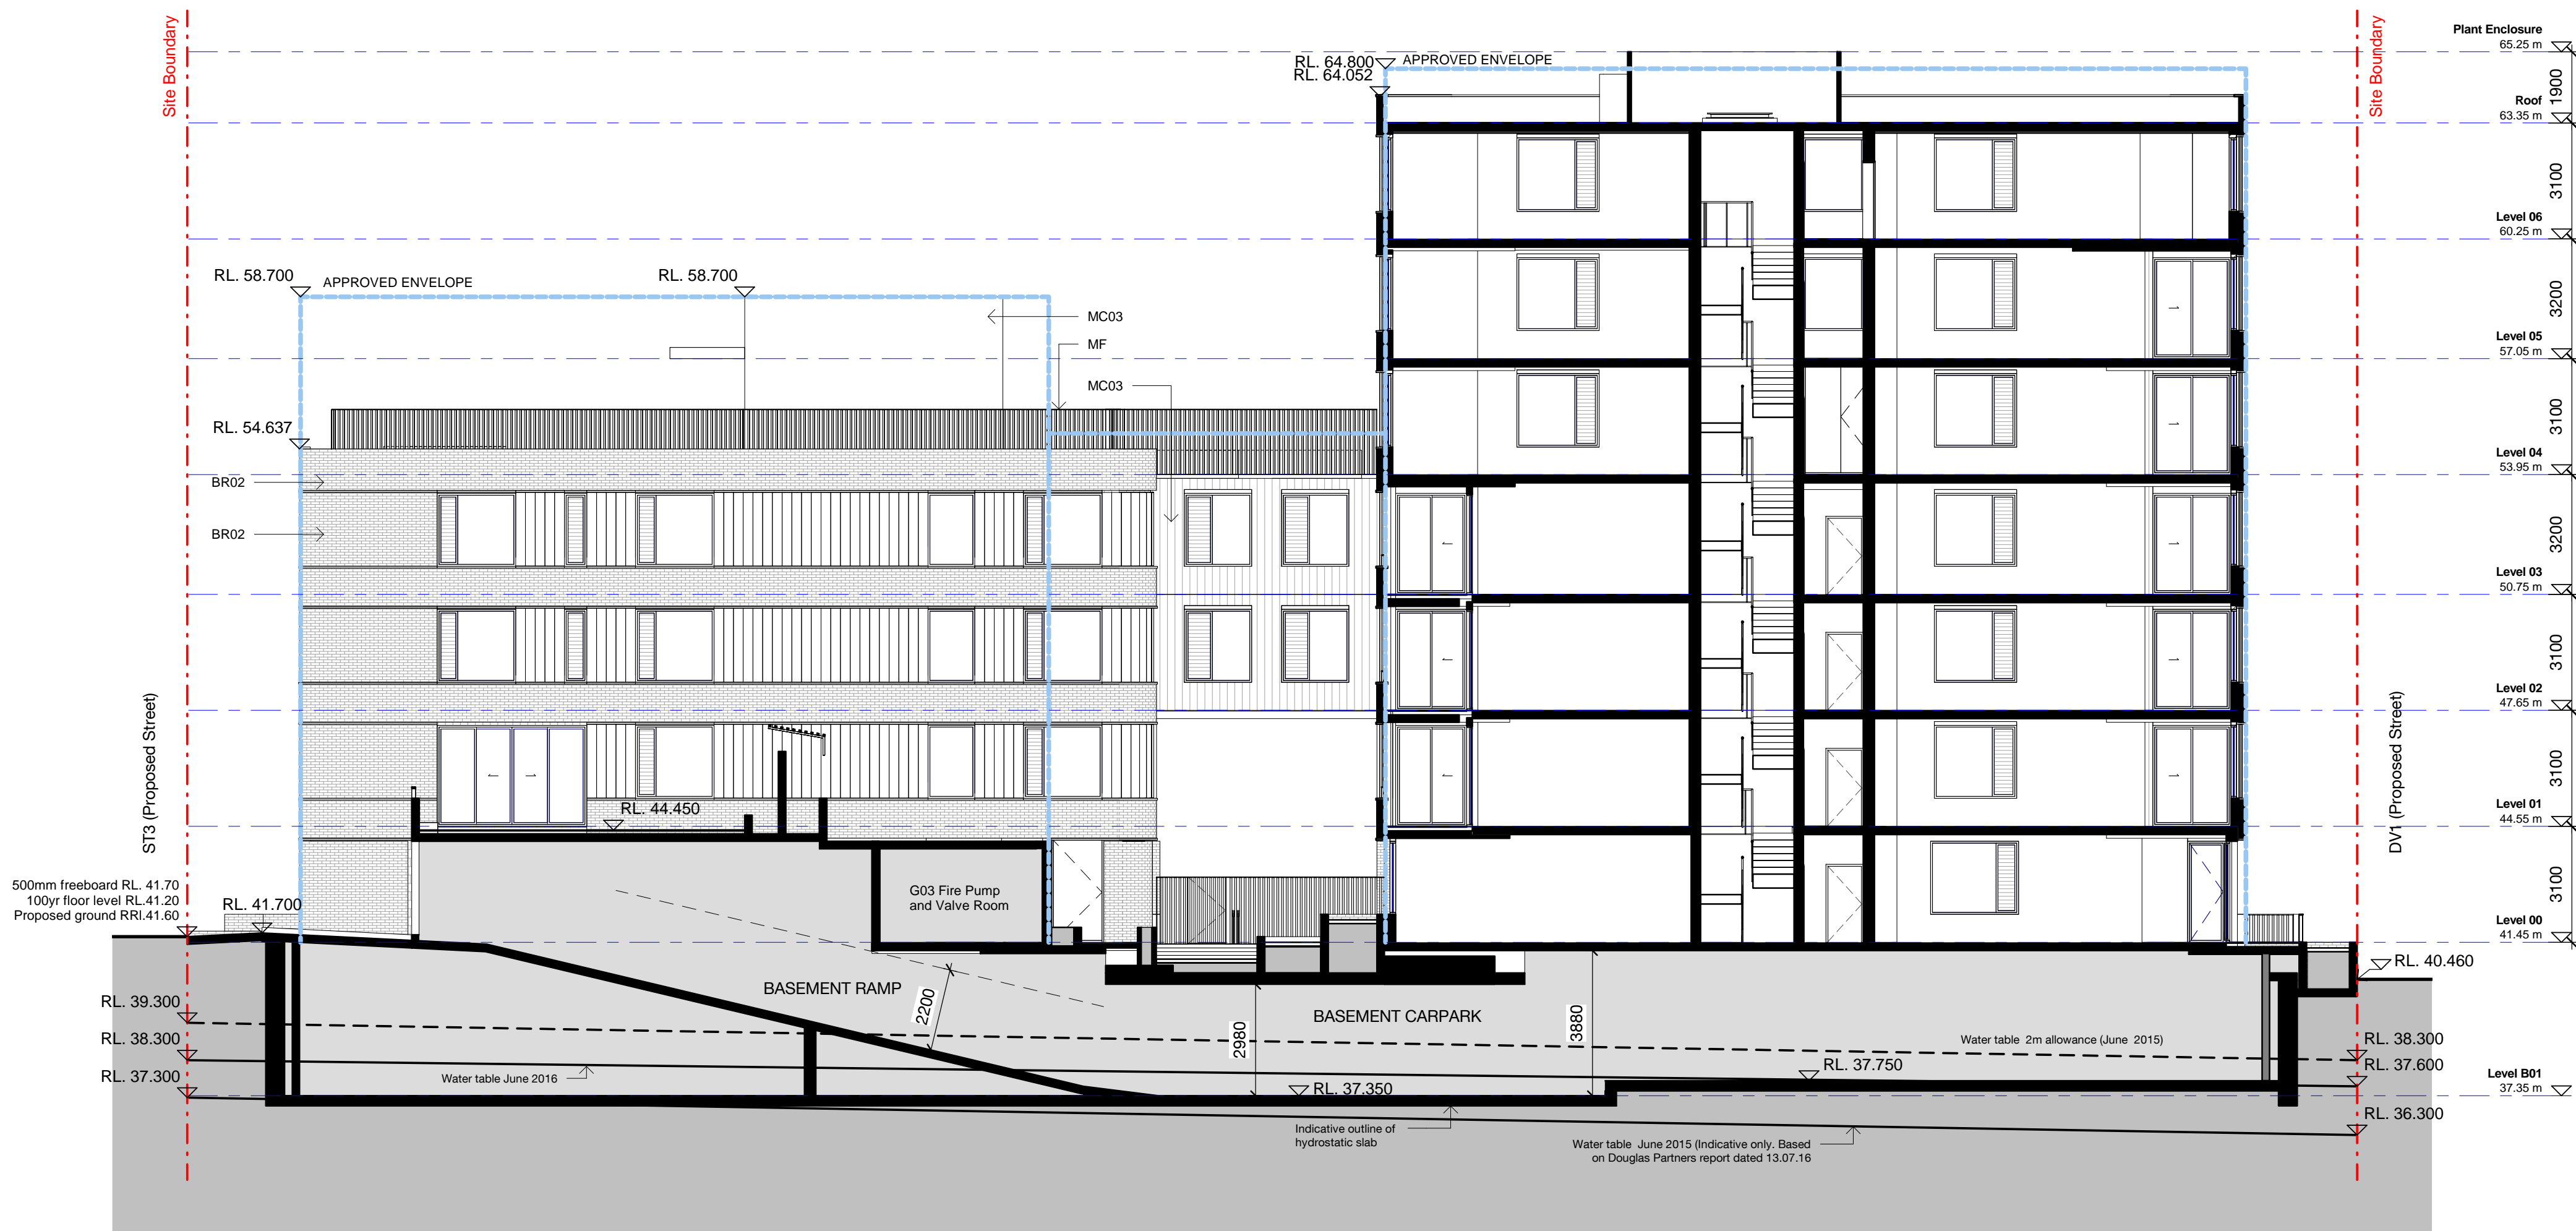 Site Boundary
Site Boundary
Plant Enclosure
65.25 m
RL. 64.800
APPROVED ENVELOPE
RL. 64.052
1900
Roof
63.35 m
3100
Level 06
60.25 m
RL. 58.700
APPROVED ENVELOPE
RL. 58.700
3200
MC03
MF
Level 05
57.05 m
MC03
3100
RL. 54.637
Level 04
53.95 m
BR02
BR02
3200
Level 03
50.75 m
3100
Level 02
47.65 m
ST3 (Proposed Street)
DV1 (Proposed Street)
3100
RL. 44.450
Level 01
44.55 m
3100
G03 Fire Pump
and Valve Room
500mm freeboard RL. 41.70
100yr floor level RL.41.20
Proposed ground RRl.41.60
RL. 41.700
Level 00
41.45 m
RL. 40.460
BASEMENT RAMP
2200
BASEMENT CARPARK
2980
3880
RL. 39.300
RL. 38.300
RL. 37.300
Water table 2m allowance (June 2015)
RL. 38.300
RL. 37.600
Water table June 2016
RL. 37.750
RL. 37.350
Level B01
37.35 m
RL. 36.300
Indicative outline of
hydrostatic slab
Water table June 2015 (Indicative only. Based
on Douglas Partners report dated 13.07.16